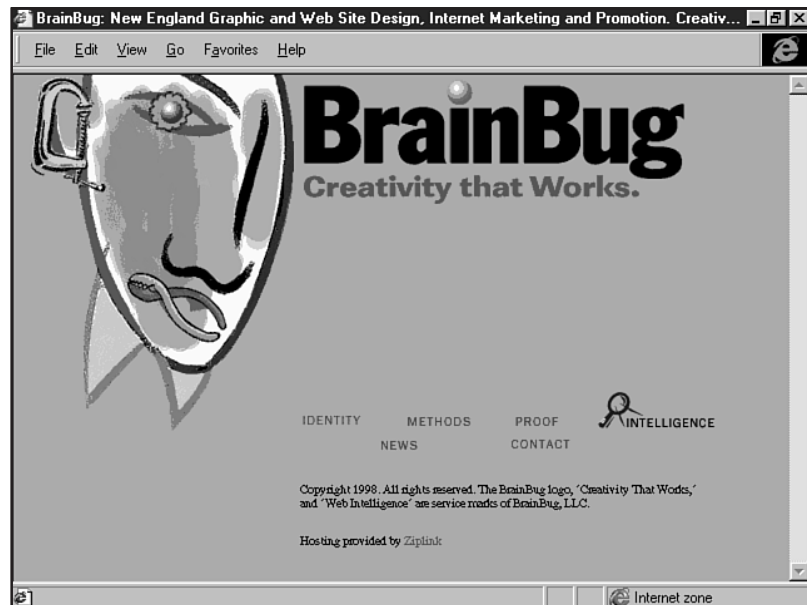 BrainBug: New England Graphic and Web Site Design, Internet Marketing and Promotion. Creativ...
File Edit View Go Favorites Help
BrainBug
Creativity that Works.
IDENTITY METHODS PROOF INTELLIGENCE
NEWS CONTACT
Copyright 1998. All rights reserved. The BrainBug logo, ´Creativity That Works,´
and ´Web Intelligence´ are service marks of BrainBug, LLC.
Hosting provided by Ziplink
Internet zone